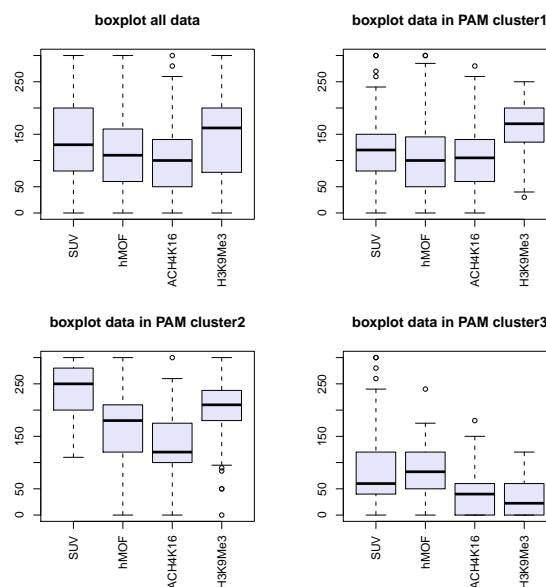 boxplot all data
0 50 150 250
SUV hMOF ACH4K16 H3K9Me3
boxplot data in PAM cluster1
0 50 150 250
SUV hMOF ACH4K16 H3K9Me3
boxplot data in PAM cluster2
0 50 150 250
SUV hMOF ACH4K16 H3K9Me3
boxplot data in PAM cluster3
0 50 150 250
SUV hMOF ACH4K16 H3K9Me3